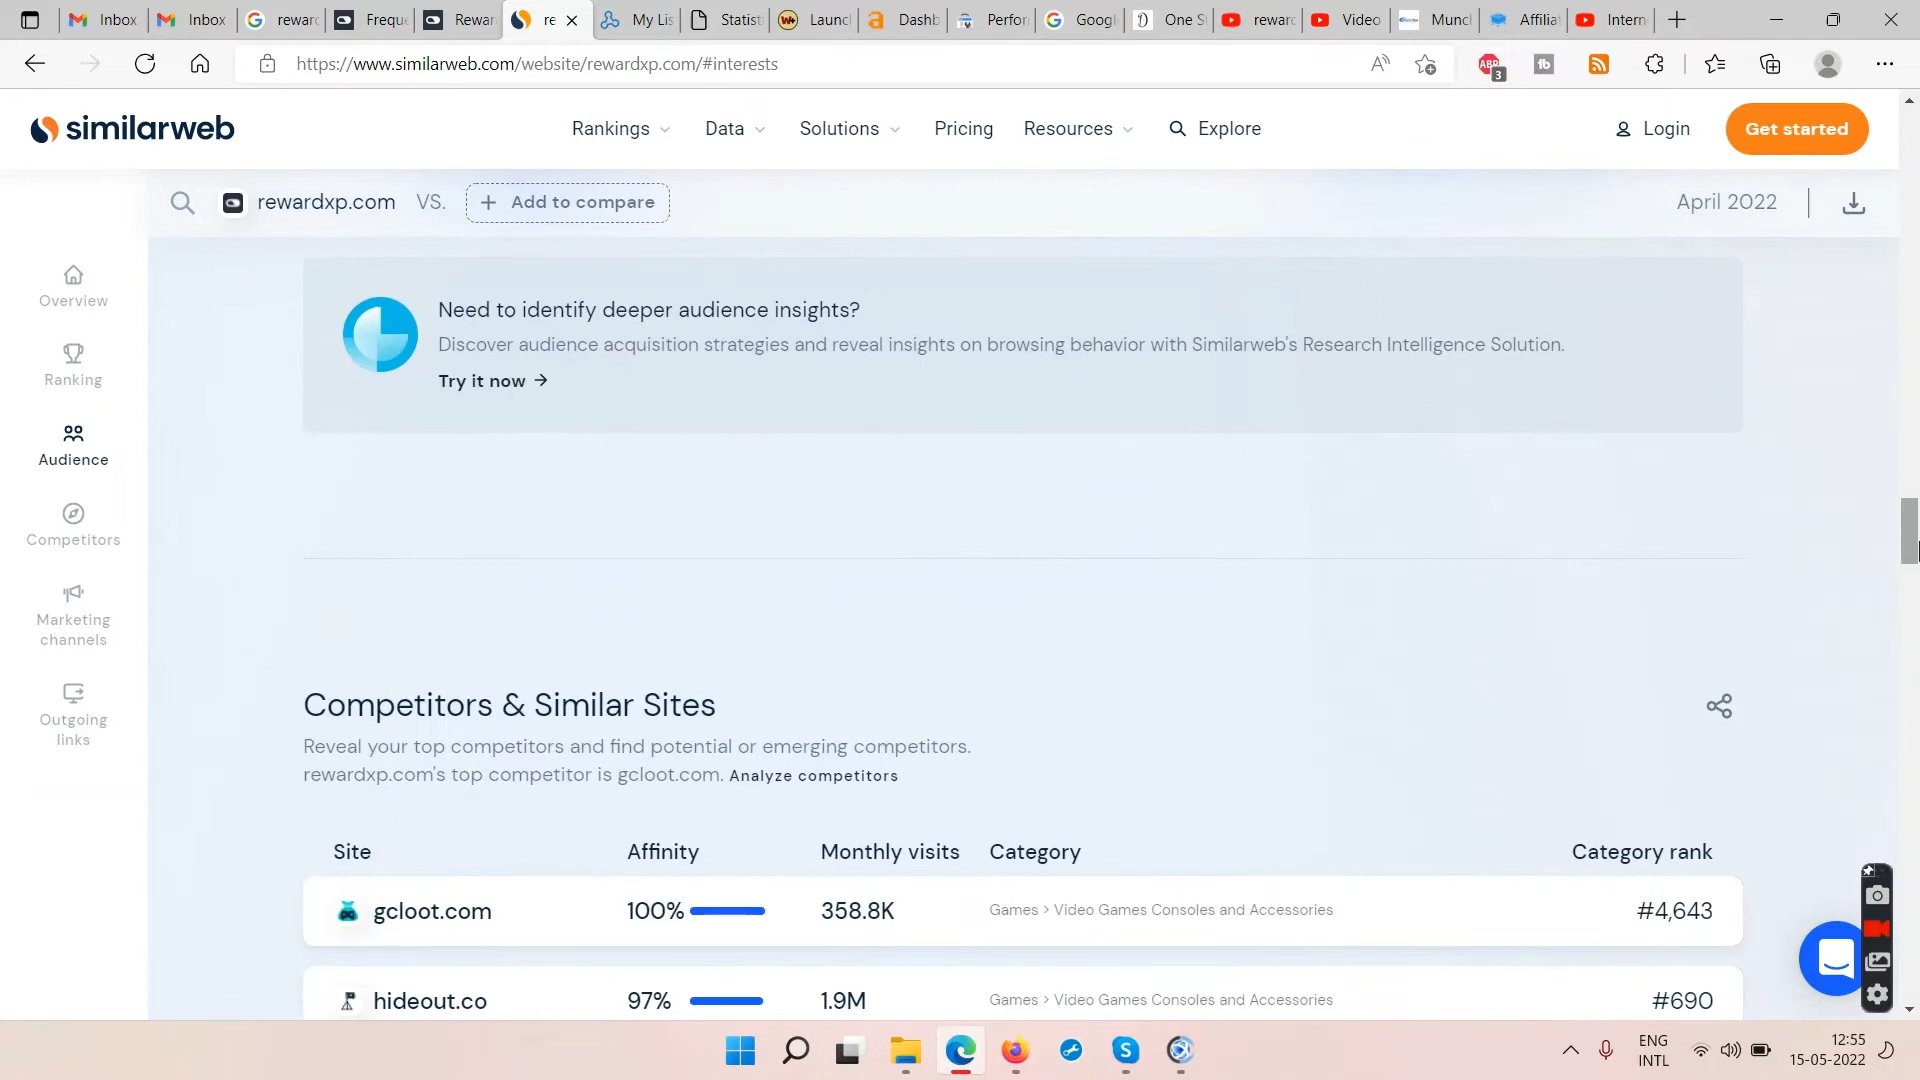 Inbox
Inbox
rewar
Freque
Rewar
re
My Lis
Statist
Launc
Dashb
Perfor
Googl
One S
rewar
Video
Munc
Affilia
Intern
https://www.similarweb.com/website/rewardxp.com/#interests
ABP
3
similarweb
Rankings
Data
Solutions
Pricing
Resources
Explore
Login
Get started
rewardxp.com VS. + Add to compare
April 2022
Overview
Ranking
Audience
Competitors
Marketing
channels
Outgoing
links
Need to identify deeper audience insights?
Discover audience acquisition strategies and reveal insights on browsing behavior with Similarweb's Research Intelligence Solution.
Try it now →
Competitors & Similar Sites
Reveal your top competitors and find potential or emerging competitors.
rewardxp.com's top competitor is gcloot.com. Analyze competitors
Site Affinity Monthly visits Category Category rank
gcloot.com 100% 358.8K Games > Video Games Consoles and Accessories #4,643
hideout.co 97% 1.9M Games > Video Games Consoles and Accessories #690
ENG
INTL
12:55
15-05-2022